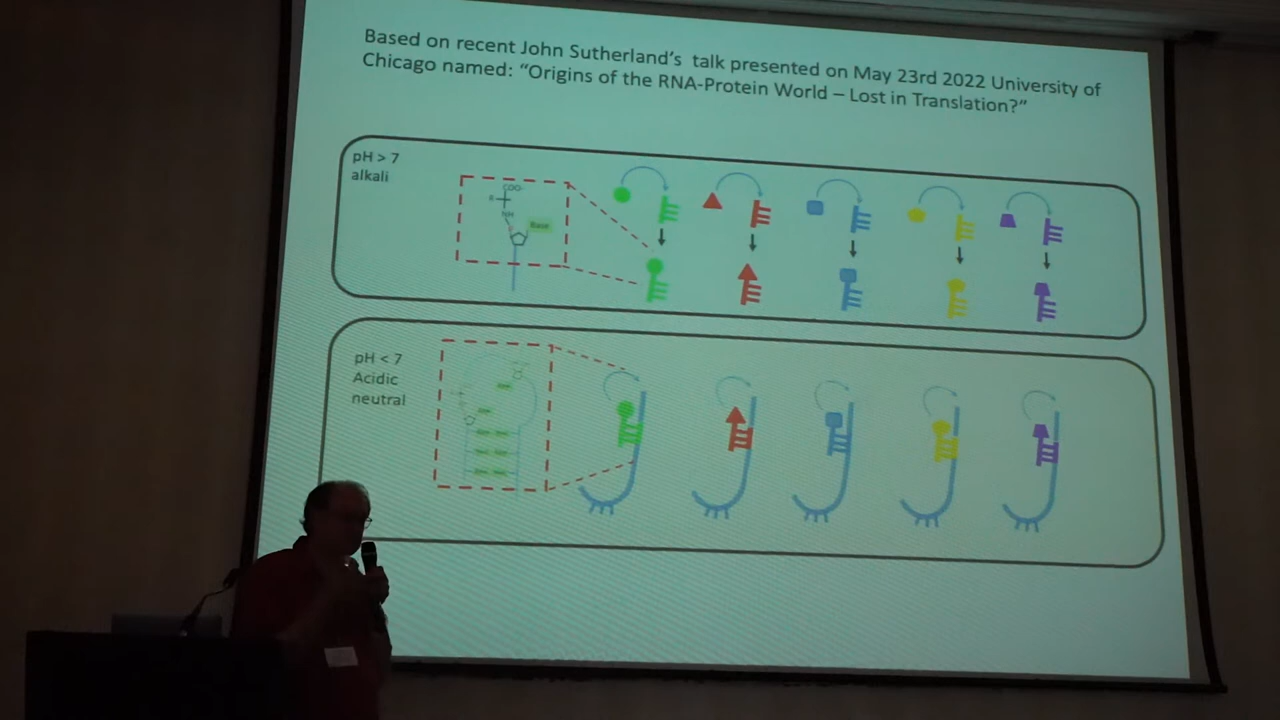 Based on recent John Sutherland's talk presented on May 23rd 2022 University of
Chicago named: “Origins of the RNA-Protein World – Lost in Translation?”
pH > 7
alkali
COO-
R
NH
Base
pH < 7
Acidic
neutral